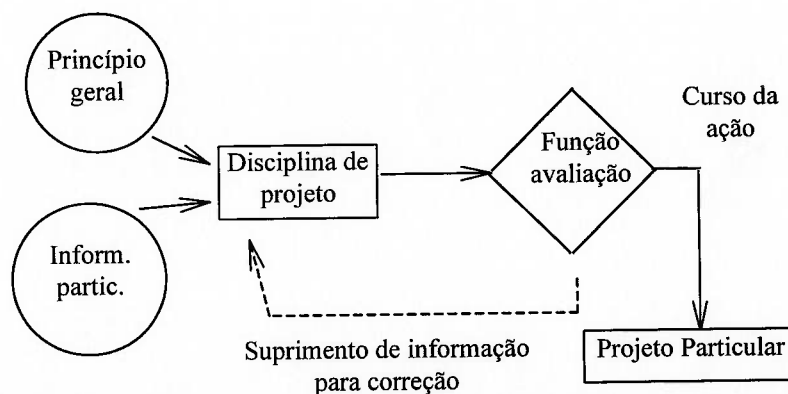 Princípio
geral
Inform.
partic.
Disciplina de
projeto
Função
avaliação
Curso da
ação
Suprimento de informação
para correção
Projeto Particular